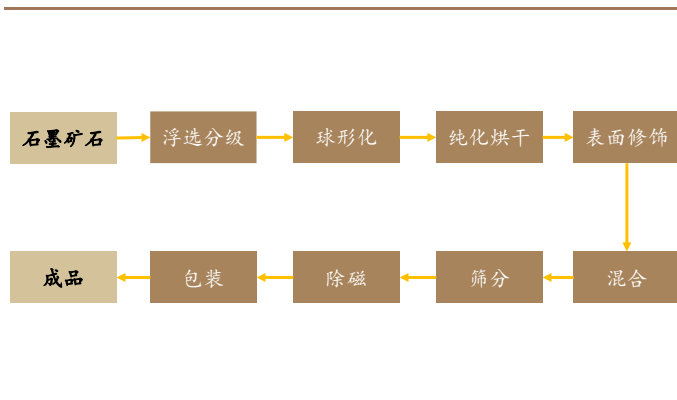 石墨矿石
浮选分级
球形化
纯化烘干
表面修饰
成品
包装
除磁
筛分
混合